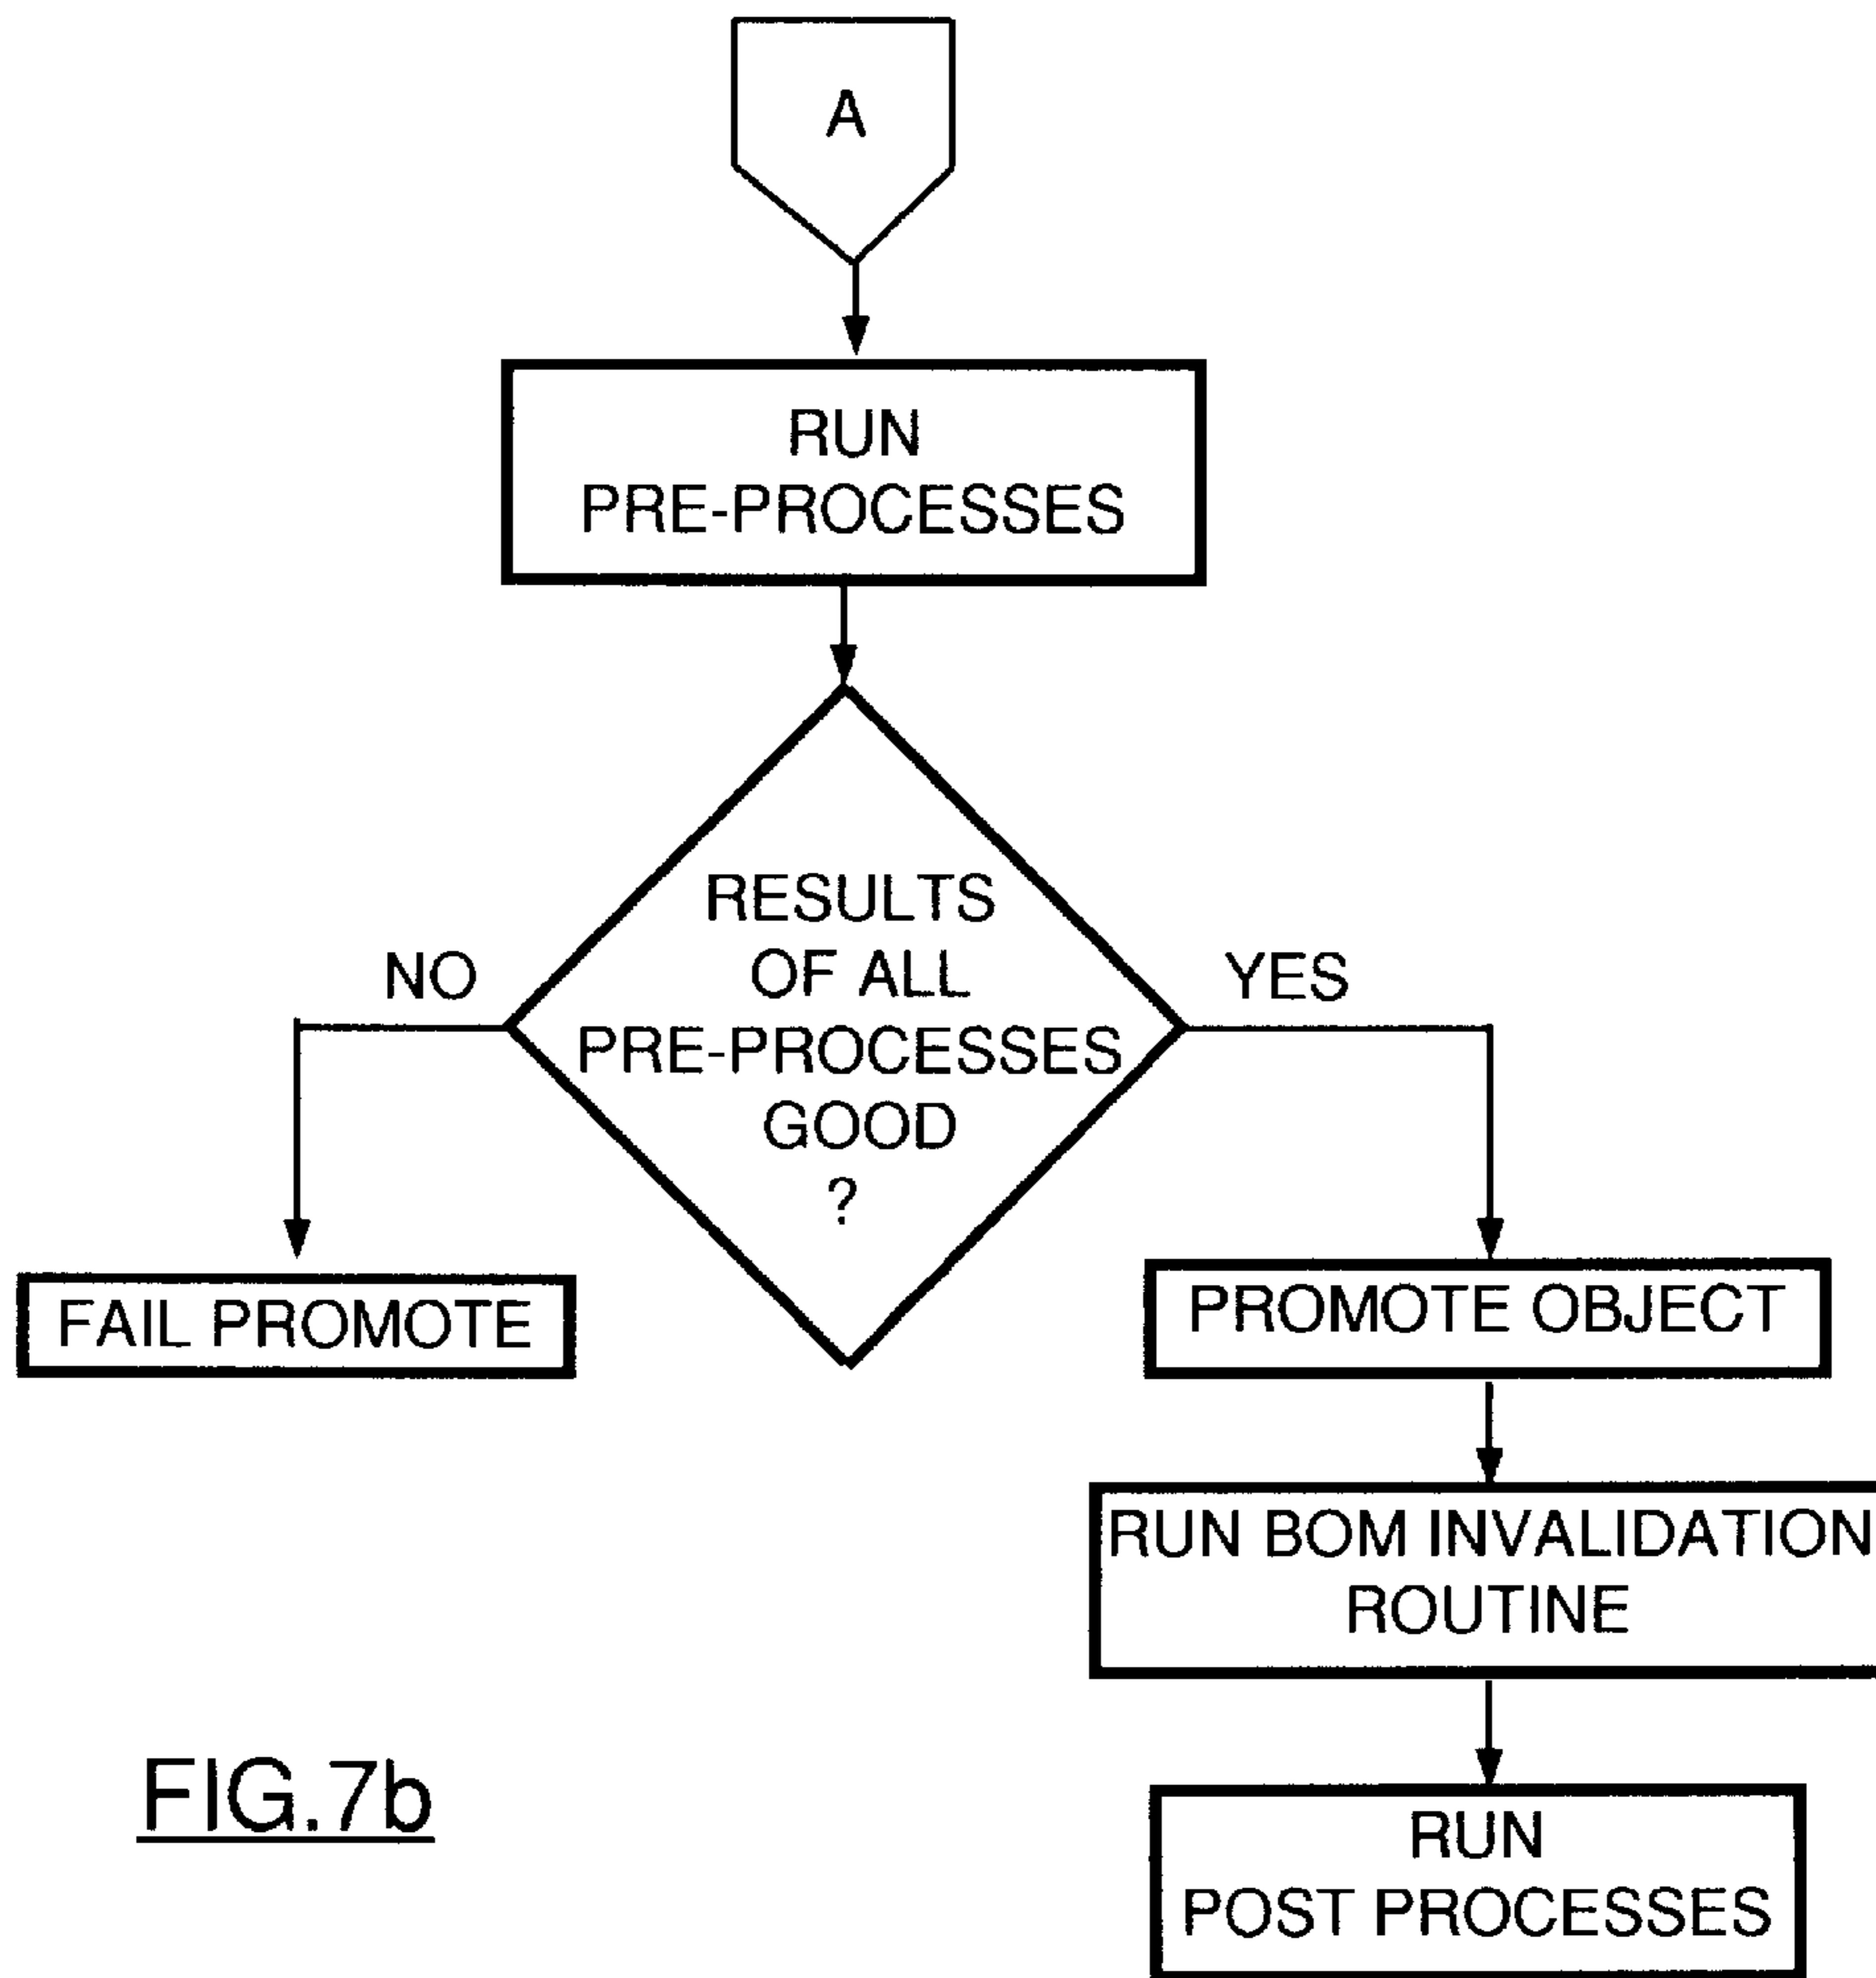 A
RUN
PRE-PROCESSES
RESULTS
OF ALL
PRE-PROCESSES
GOOD
?
NO
YES
FAIL PROMOTE
PROMOTE OBJECT
RUN BOM INVALIDATION
ROUTINE
RUN
POST PROCESSES
FIG.7b